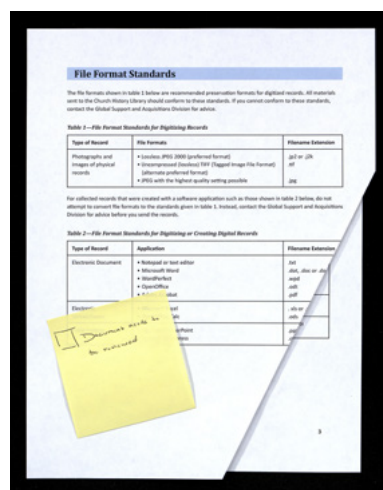 File Format Standards
The file formats shown in table 1 below are recommended preservation formats for digitized records. All materials
sent to the Church History Library should conform to these standards. If you cannot conform to these standards,
contact the Global Support and Acquisitions Division for advice.
Table 1—File Format Standards for Digitizing Records
Type of Record File Formats Filename Extension
Photographs and • Lossless JPEG 2000 (preferred format) .jp2 or .j2k
images of physical • Uncompressed (lossless) TIFF (Tagged Image File Format) .tif
records (alternate preferred format)
• JPEG with the highest quality setting possible .jpg
For collected records that were created with a software application such as those shown in table 2 below, do not
attempt to convert file formats to the standards given in table 1. Instead, contact the Global Support and Acquisitions
Division for advice before you send the records.
Table 2—File Format Standards for Digitizing or Creating Digital Records
Type of Record Application Filename Extension
Electronic Document • Notepad or text editor .txt
• Microsoft Word .dot, .doc or
• WordPerfect .wpd
• OpenOffice .odt
.pdf
.xls or
Document needs to
be reviewed
3